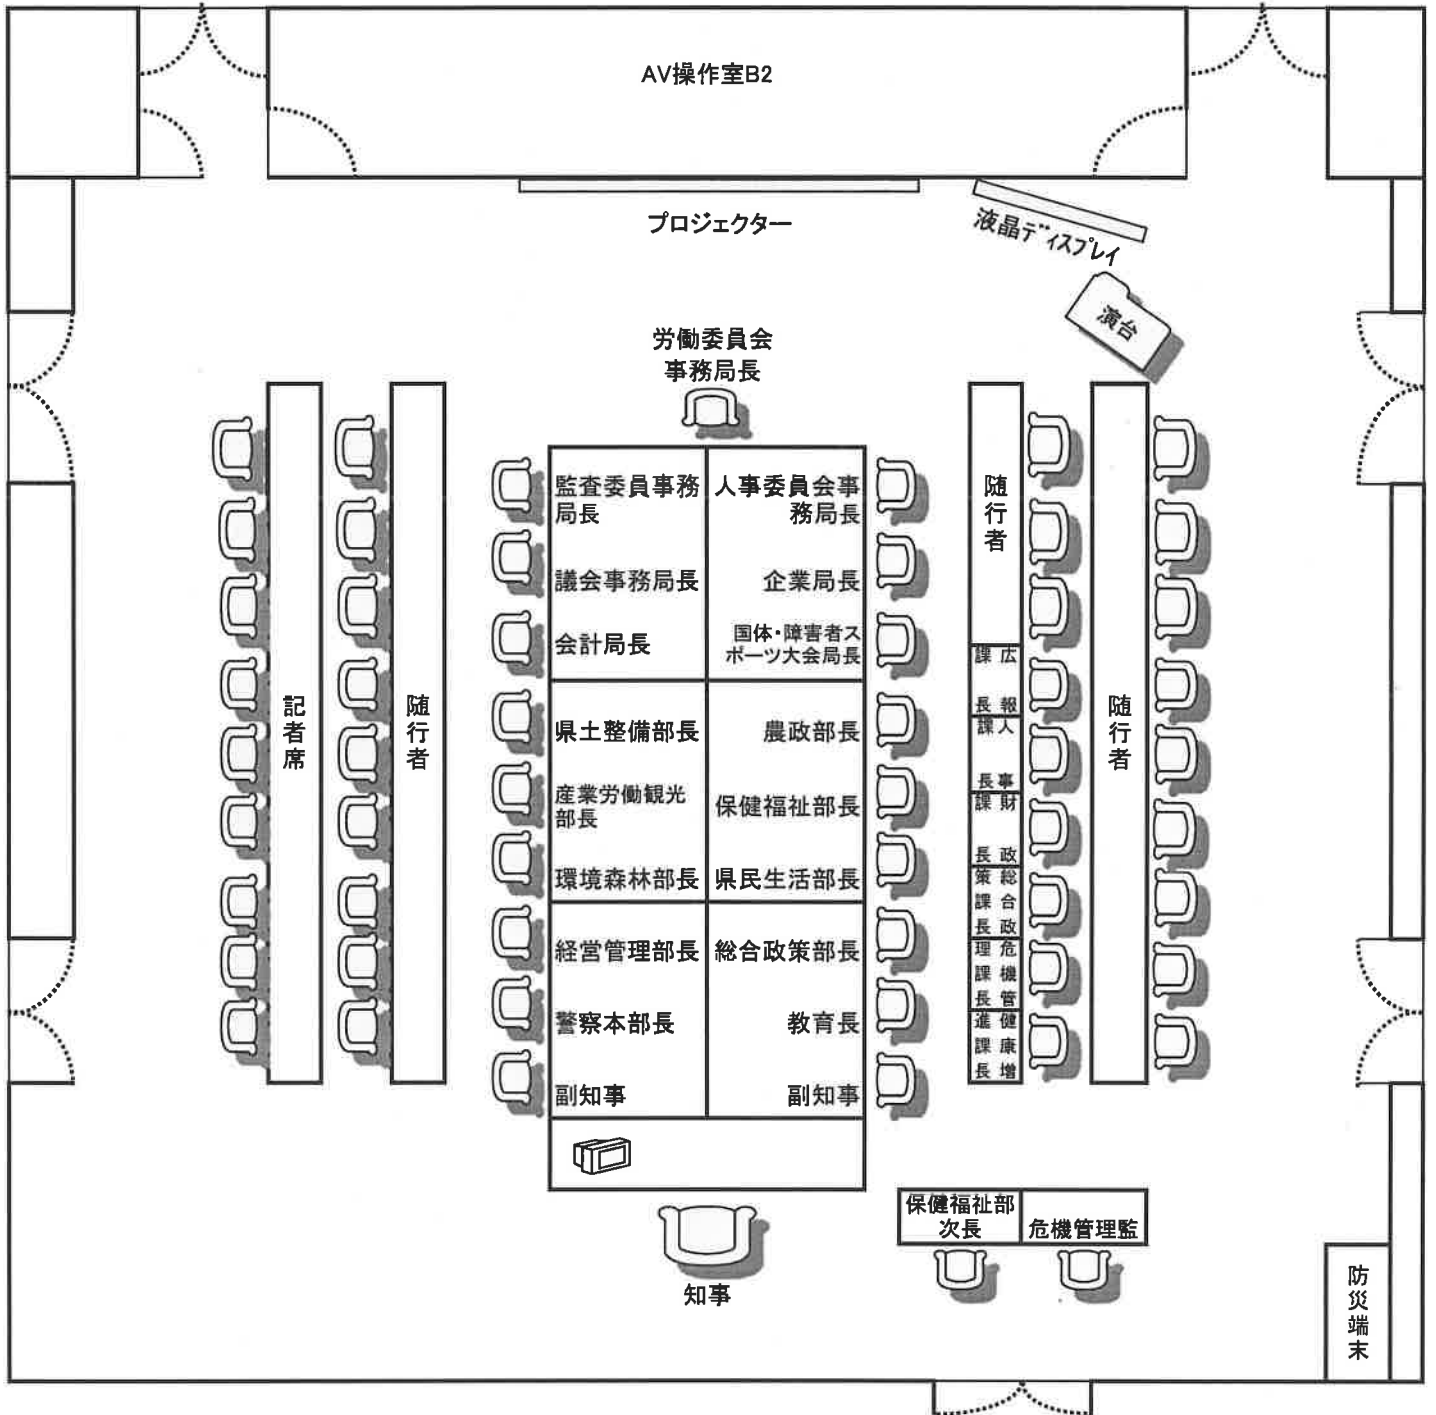 AV操作室B2
プロジェクター
液晶ディスプレイ
演台
労働委員会
事務局長
監査委員事務
局長
人事委員会事
務局長
議会事務局長
企業局長
会計局長
国体・障害者ス
ポーツ大会局長
県土整備部長
農政部長
産業労働観光
部長
保健福祉部長
環境森林部長
県民生活部長
経営管理部長
総合政策部長
警察本部長
教育長
副知事
副知事
知事
記者席
随行者
随行者
広報
課長
人事
課長
財政
課長
総合政
策課長
危機管
理課長
健康増
進課長
随行者
保健福祉部
次長
危機管理監
防災端末